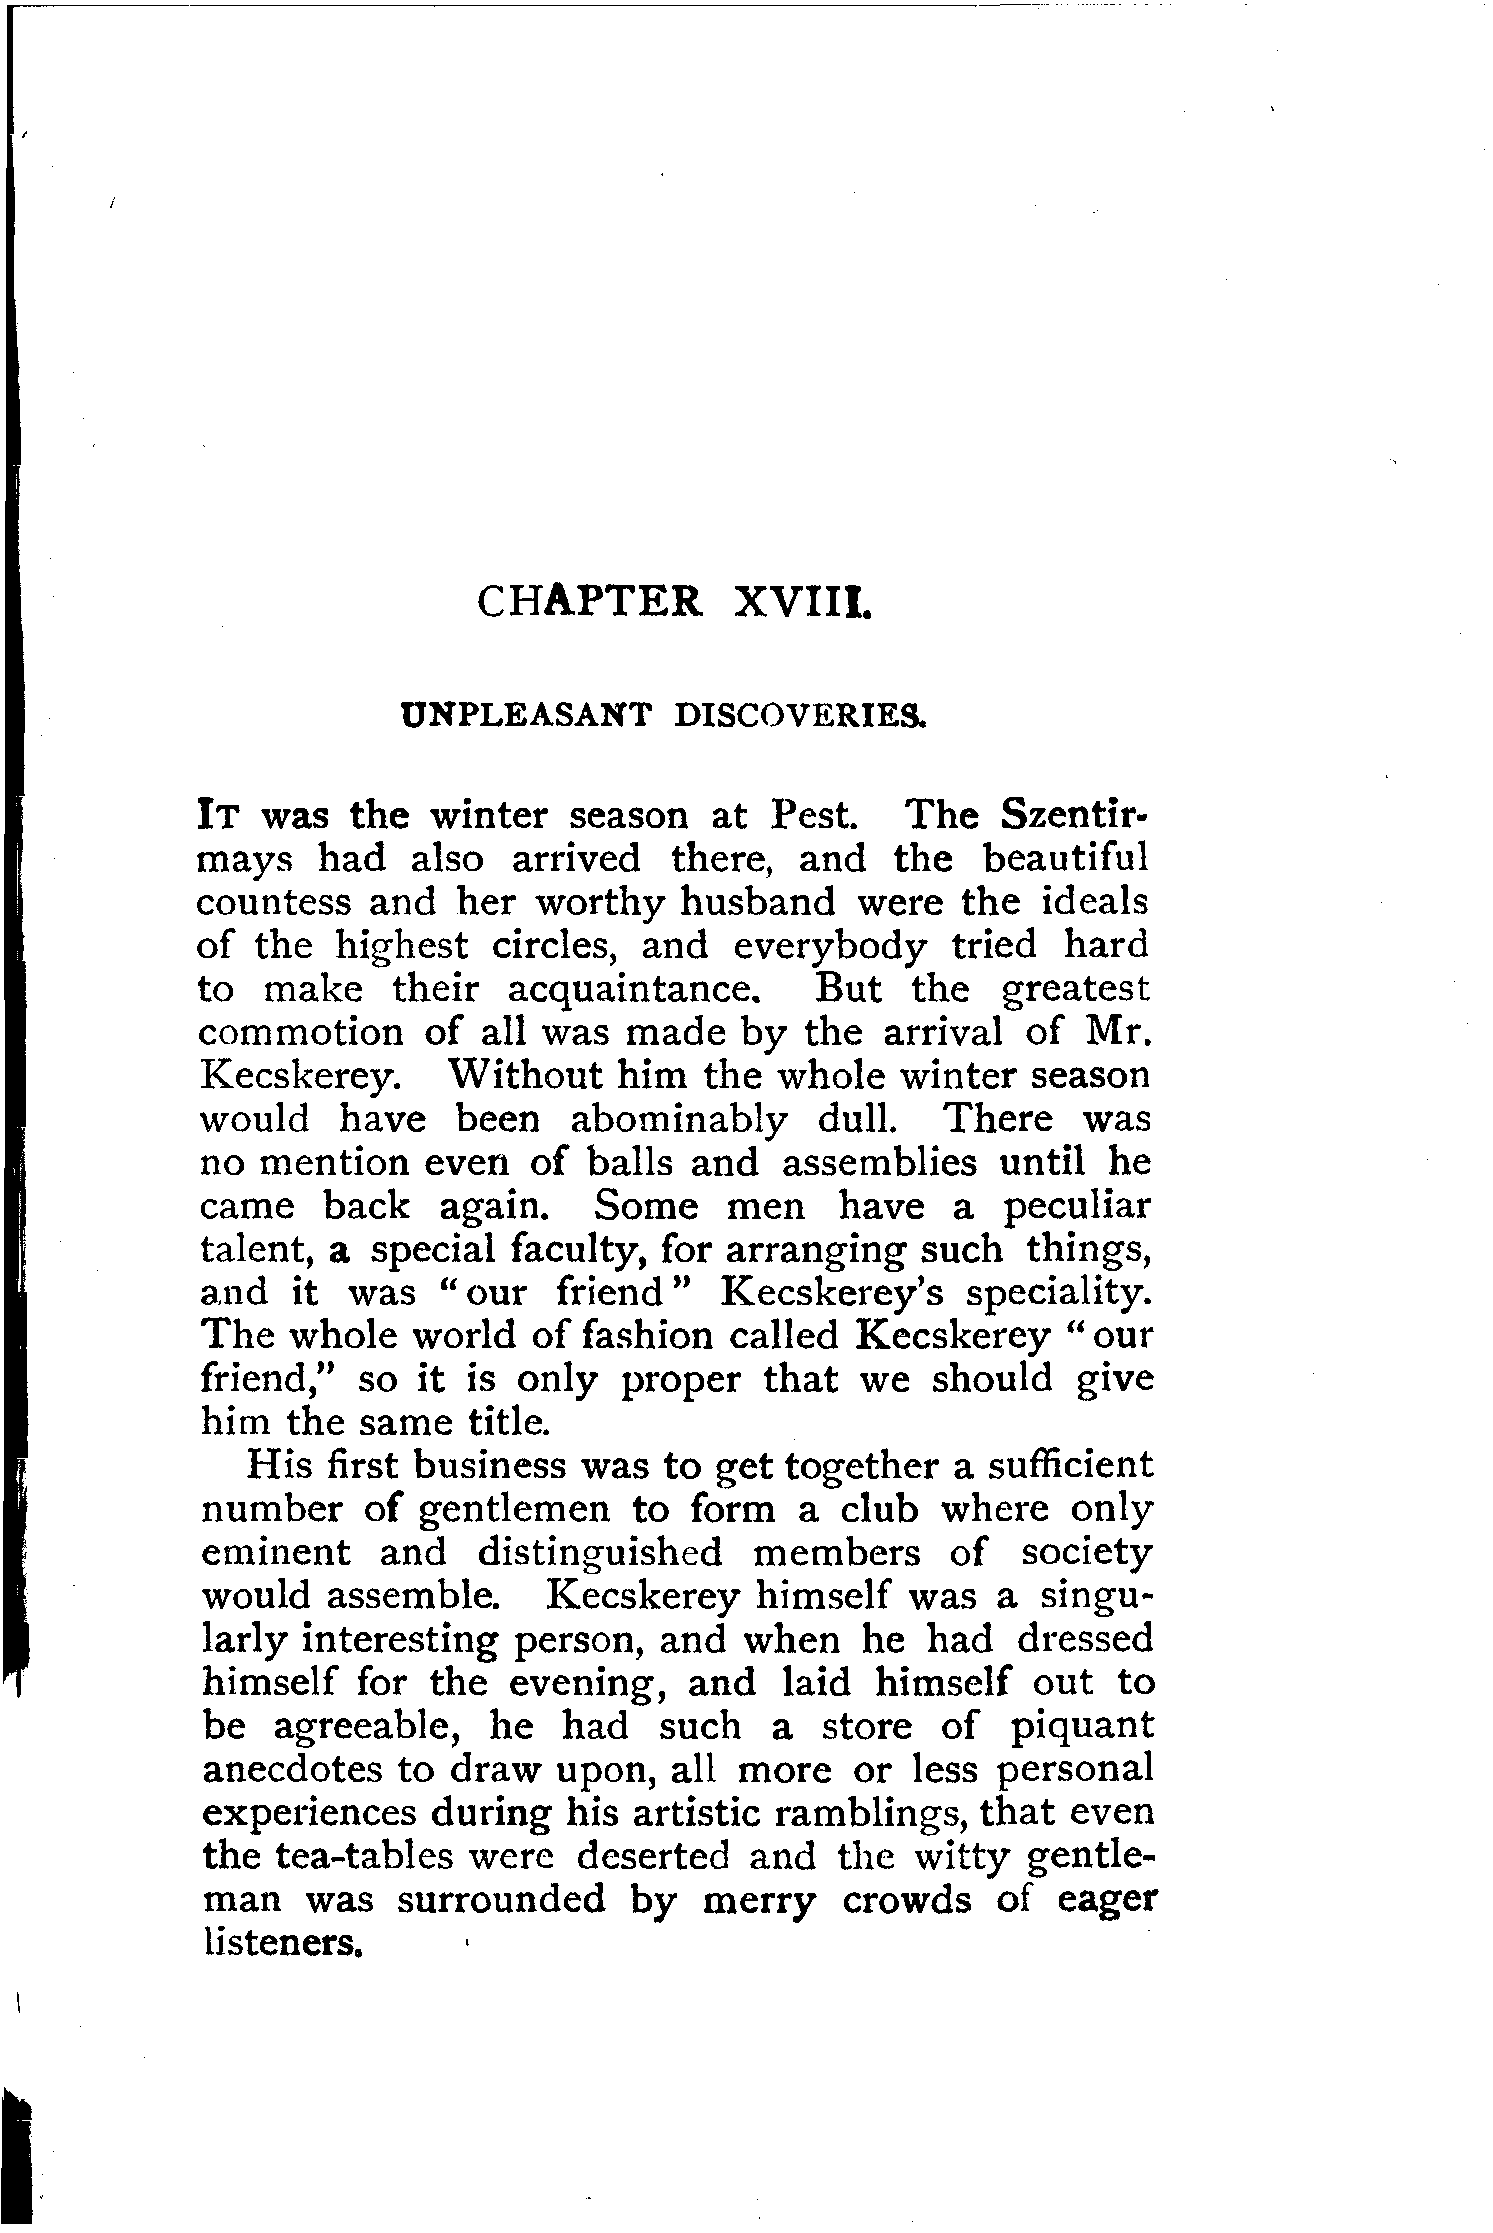 CHAPTER XVIII.
UNPLEASANT DISCOVERIES.
IT was the winter season at Pest. The Szentir-
mays had also arrived there, and the beautiful
countess and her worthy husband were the ideals
of the highest circles, and everybody tried hard
to make their acquaintance. But the greatest
commotion of all was made by the arrival of Mr.
Kecskerey. Without him the whole winter season
would have been abominably dull. There was
no mention even of balls and assemblies until he
came back again. Some men have a peculiar
talent, a special faculty, for arranging such things,
and it was “our friend” Kecskerey's speciality.
The whole world of fashion called Kecskerey “our
friend,” so it is only proper that we should give
him the same title.
His first business was to get together a sufficient
number of gentlemen to form a club where only
eminent and distinguished members of society
would assemble. Kecskerey himself was a singu-
larly interesting person, and when he had dressed
himself for the evening, and laid himself out to
be agreeable, he had such a store of piquant
anecdotes to draw upon, all more or less personal
experiences during his artistic ramblings, that even
the tea-tables were deserted and the witty gentle-
man was surrounded by merry crowds of eager
listeners.